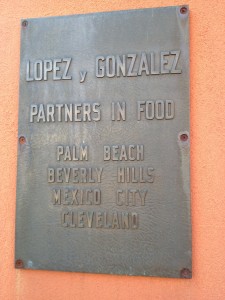 LOPEZ y GONZALEZ
PARTNERS IN FOOD
PALM BEACH
BEVERLY HILLS
MEXICO CITY
CLEVELAND